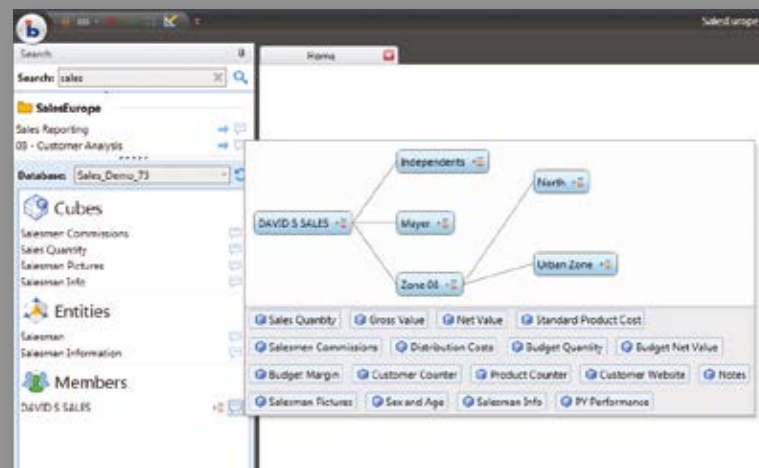 b
SalesEurope
Search
Home
Search: sales
SalesEurope
Sales Reporting
08 - Customer Analysis
Database: Sales_Demo_73
Cubes
Salesmen Commissions
Sales Quantity
Salesman Pictures
Salesman Info
Entities
Salesman
Salesman Information
Members
DAVID S SALES
Independents
North
DAVID S SALES
Mayer
Urban Zone
Zone 08
Sales Quantity Gross Value Net Value Standard Product Cost
Salesmen Commissions Distribution Costs Budget Quantity Budget Net Value
Budget Margin Customer Counter Product Counter Customer Website Notes
Salesman Pictures Sex and Age Salesman Info PY Performance